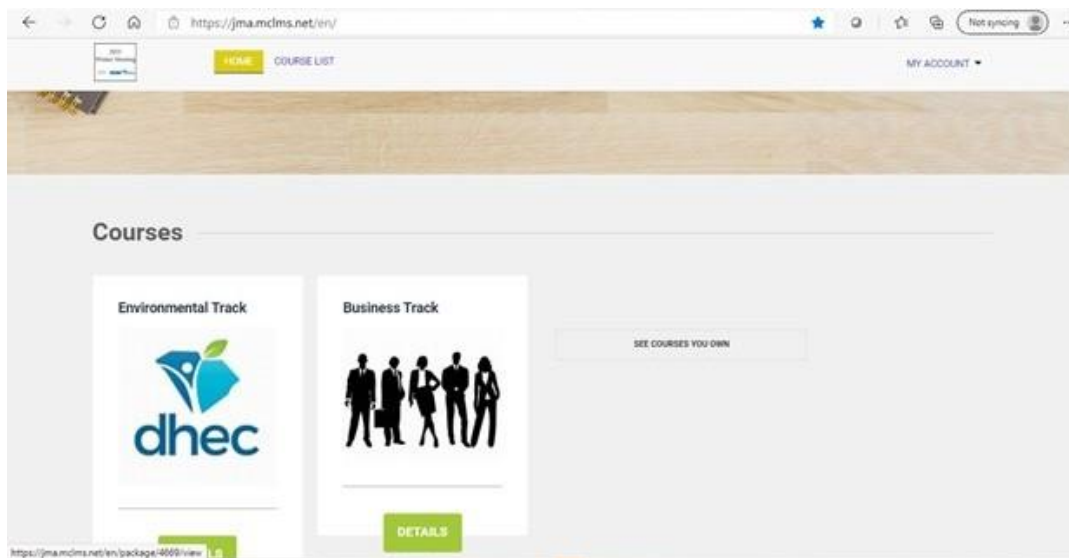 https://jma.mclms.net/en/
Not syncing
HOME
COURSE LIST
MY ACCOUNT
Courses
Environmental Track
Business Track
SEE COURSES YOU OWN
dhec
DETAILS
https://jma.mclms.net/en/package/4669/view
LS